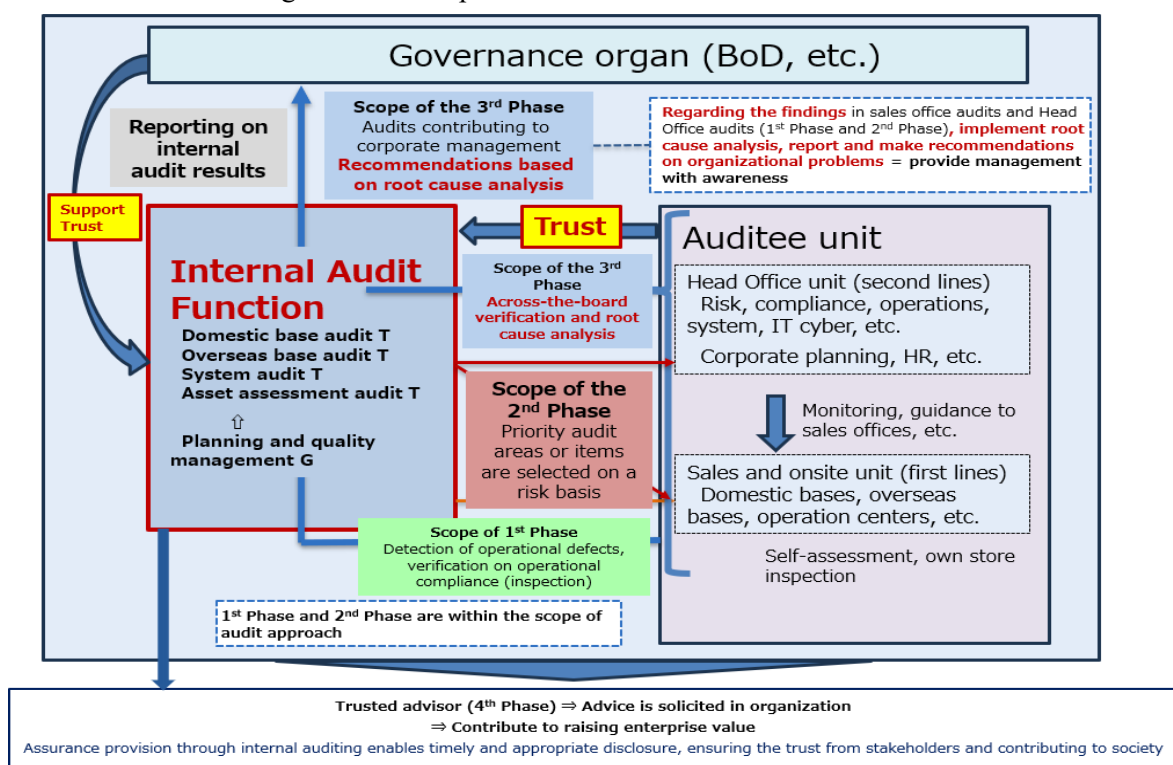 Governance organ (BoD, etc.)
Reporting on
internal
audit results
Scope of the 3rd Phase
Audits contributing to
corporate management
Recommendations based
on root cause analysis
Regarding the findings in sales office audits and Head
Office audits (1st Phase and 2nd Phase), implement root
cause analysis, report and make recommendations
on organizational problems = provide management
with awareness
Support
Trust
Trust
Internal Audit
Function
Domestic base audit T
Overseas base audit T
System audit T
Asset assessment audit T
⇧
Planning and quality
management G
Scope of the 3rd
Phase
Across-the-board
verification and root
cause analysis
Scope of the
2nd Phase
Priority audit
areas or items
are selected on a
risk basis
Scope of 1st Phase
Detection of operational defects,
verification on operational
compliance (inspection)
1st Phase and 2nd Phase are within the scope of
audit approach
Auditee unit
Head Office unit (second lines)
Risk, compliance, operations,
system, IT cyber, etc.
Corporate planning, HR, etc.
Monitoring, guidance to
sales offices, etc.
Sales and onsite unit (first lines)
Domestic bases, overseas
bases, operation centers, etc.
Self-assessment, own store
inspection
Trusted advisor (4th Phase) ⇒ Advice is solicited in organization
⇒ Contribute to raising enterprise value
Assurance provision through internal auditing enables timely and appropriate disclosure, ensuring the trust from stakeholders and contributing to society